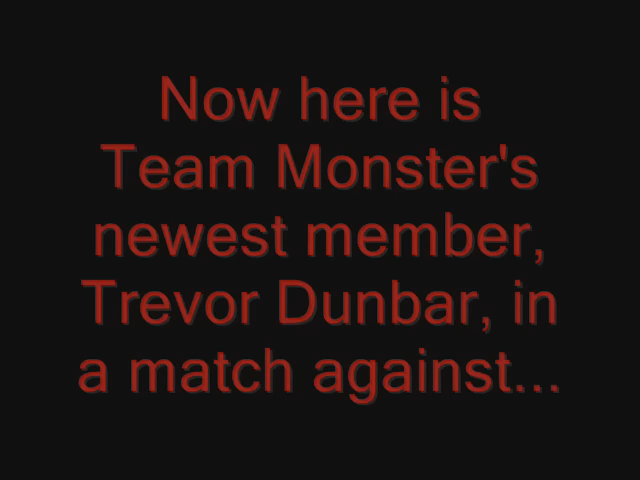 Now here is
Team Monster's
newest member,
Trevor Dunbar, in
a match against...